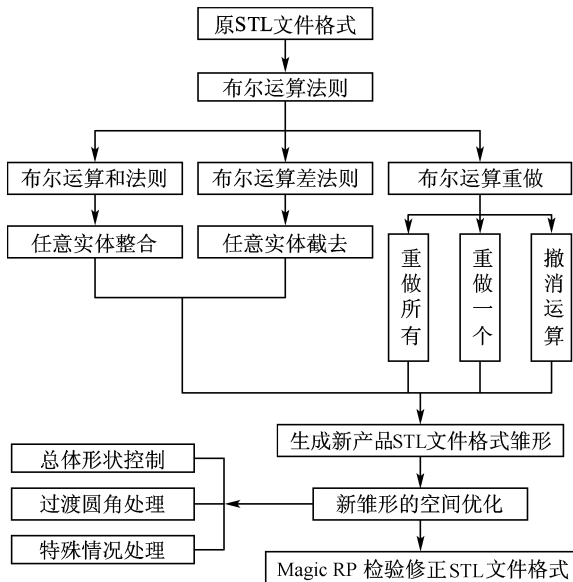 原STL文件格式
布尔运算法则
布尔运算和法则
布尔运算差法则
布尔运算重做
任意实体整合
任意实体截去
重做所有
重做一个
撤消运算
生成新产品STL文件格式雏形
总体形状控制
过渡圆角处理
新雏形的空间优化
特殊情况处理
Magic RP 检验修正STL文件格式